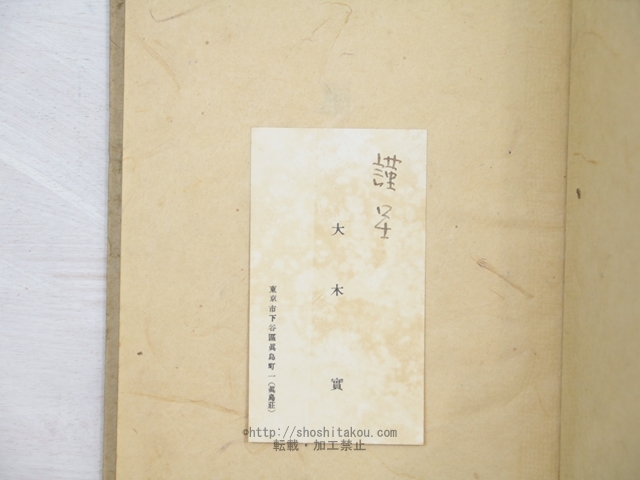 謹呈
大木實
東京市下谷區眞島町一（眞島莊）
©http://shoshitakou.com/
転載・加工禁止